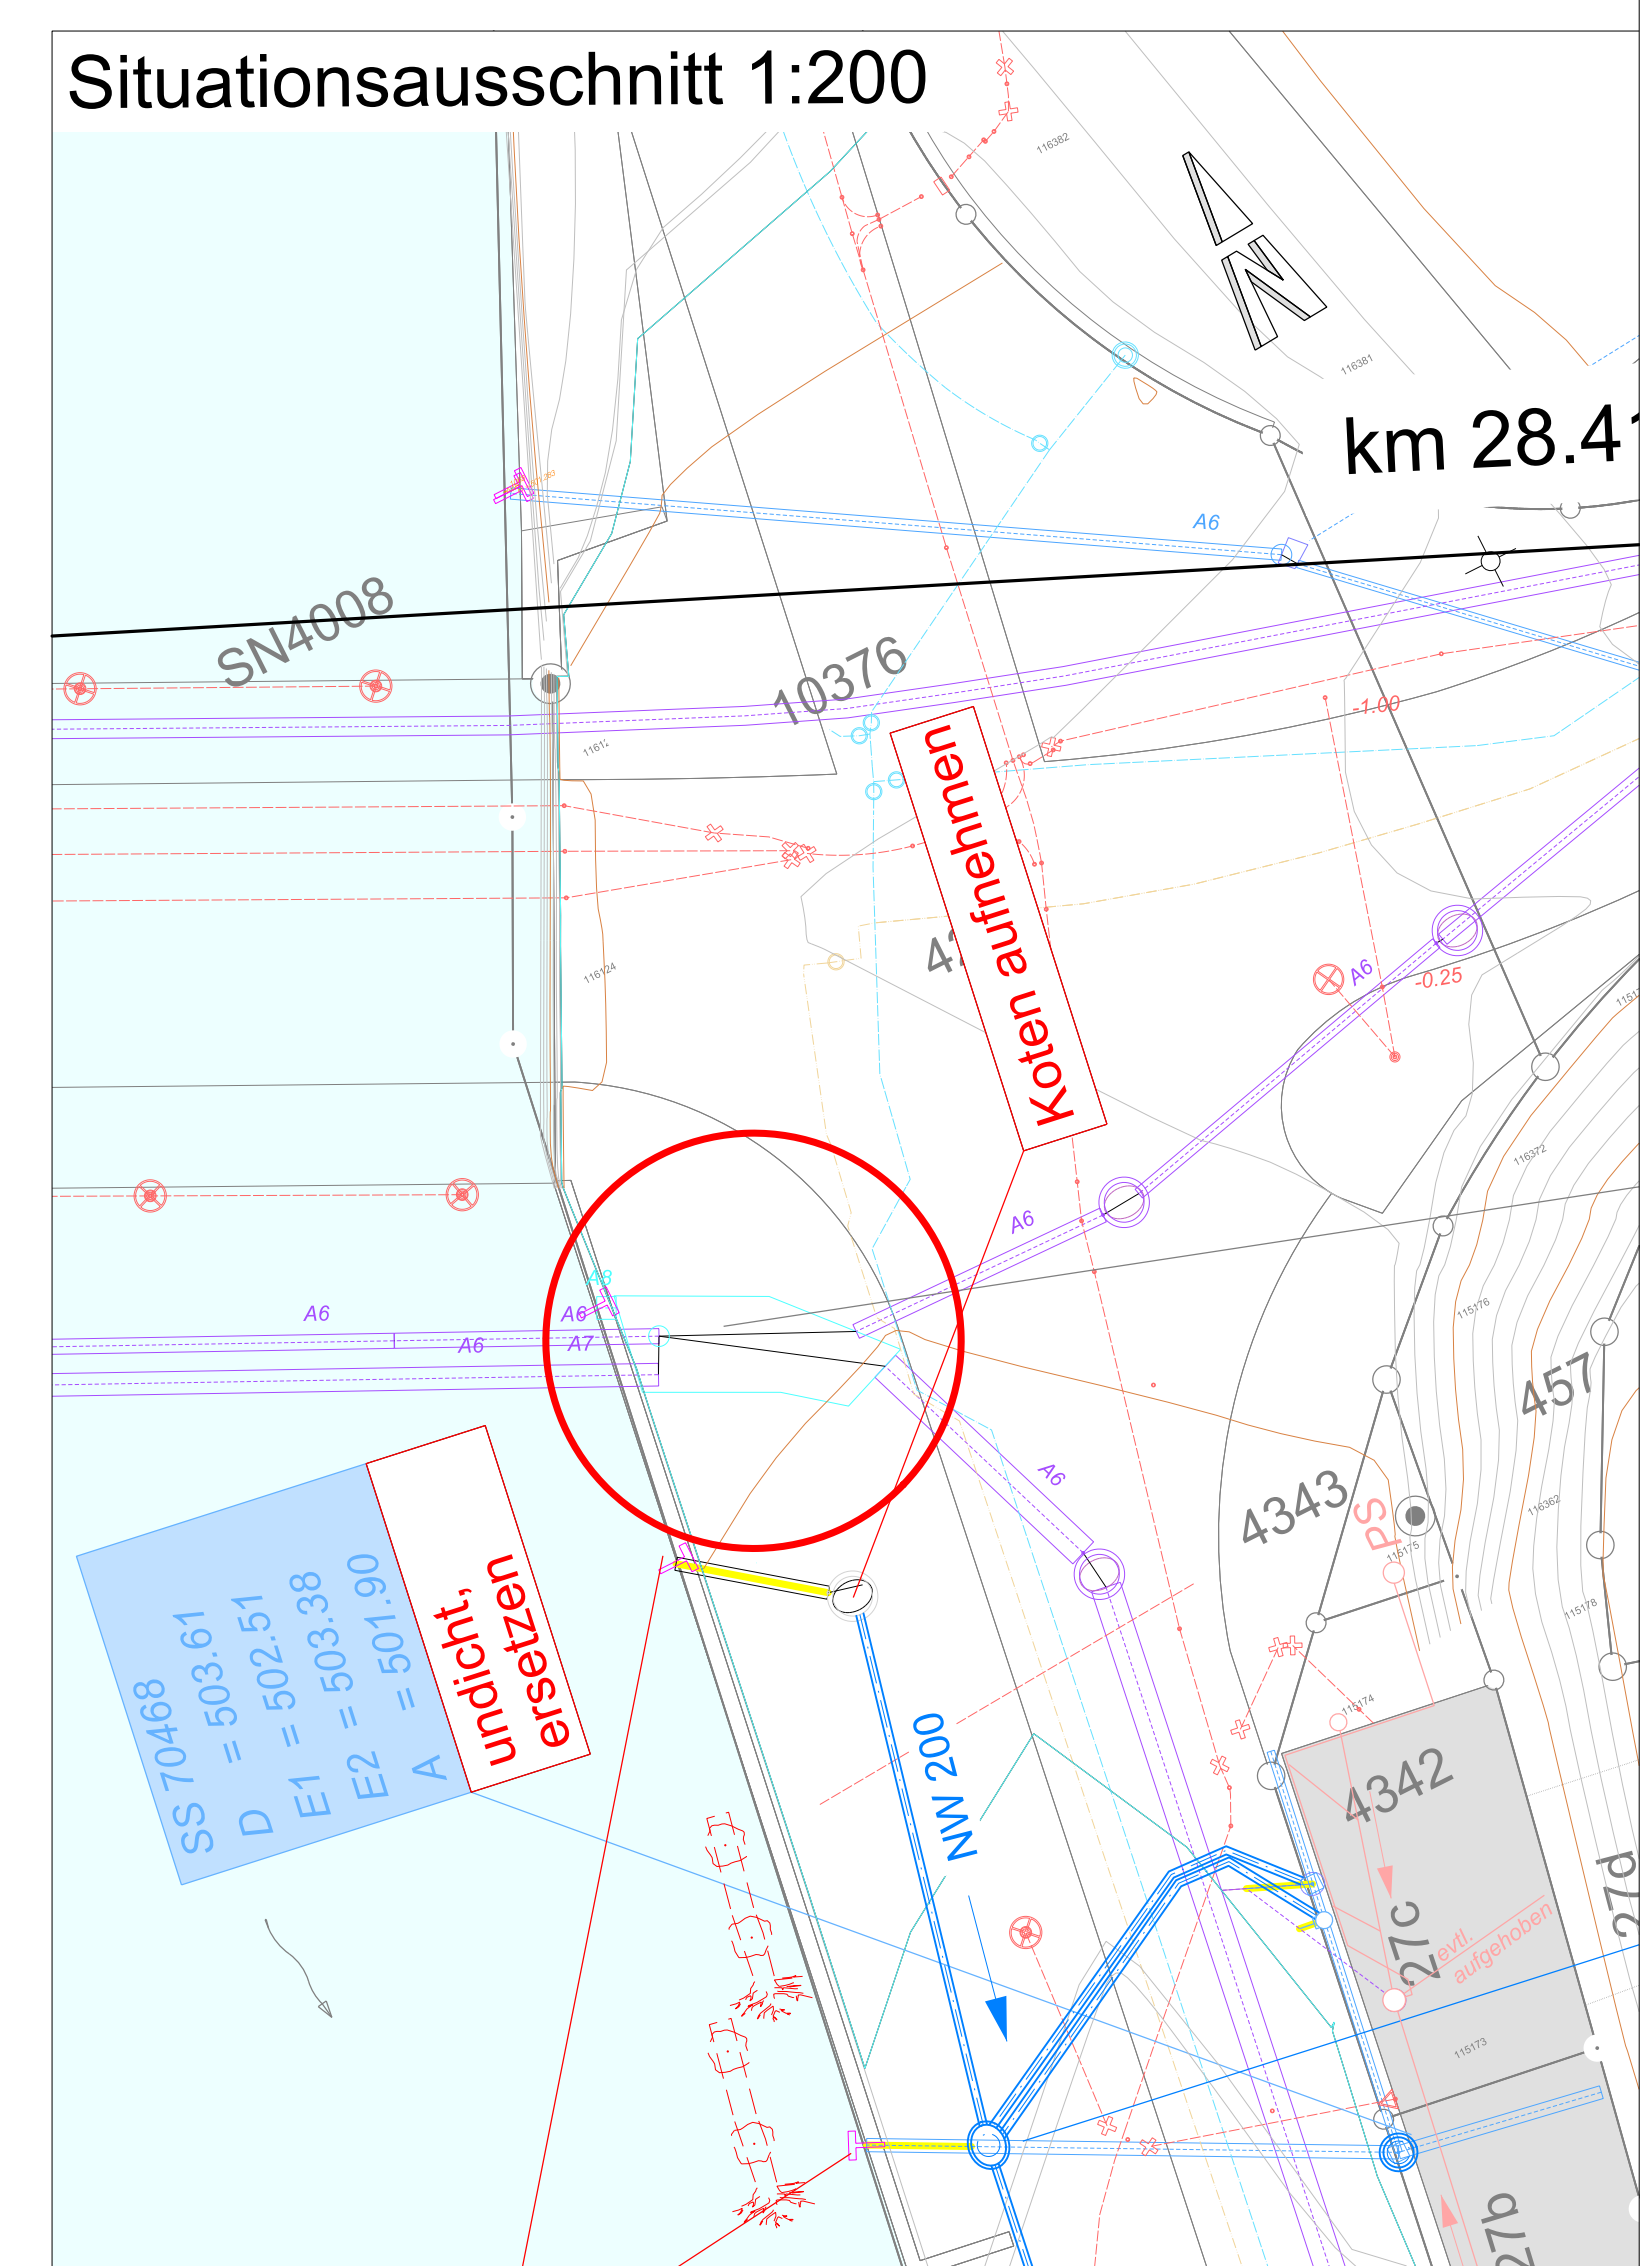 Situationsausschnitt 1:200
116382
N
116381
km 28.41
A6
SN4008
10376
-1.00
Koten aufnehmen
116124
A6
-0.25
116372
A6
A8
A6
A6
A6
A7
115176
457
A6
4343
PS
116362
115175
115178
undicht,
ersetzen
SS 70468
D = 503.61
E1 = 502.51
E2 = 503.38
A = 501.90
115174
NW 200
4342
27d
27c
evtl.
aufgehoben
115173
27b